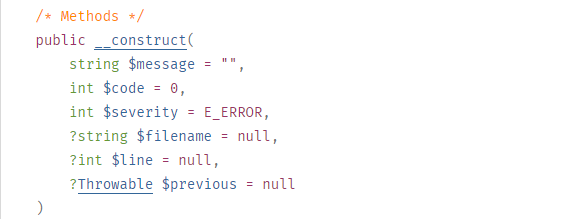 /* Methods */
public __construct(
string $message = "",
int $code = 0,
int $severity = E_ERROR,
?string $filename = null,
?int $line = null,
?Throwable $previous = null
)